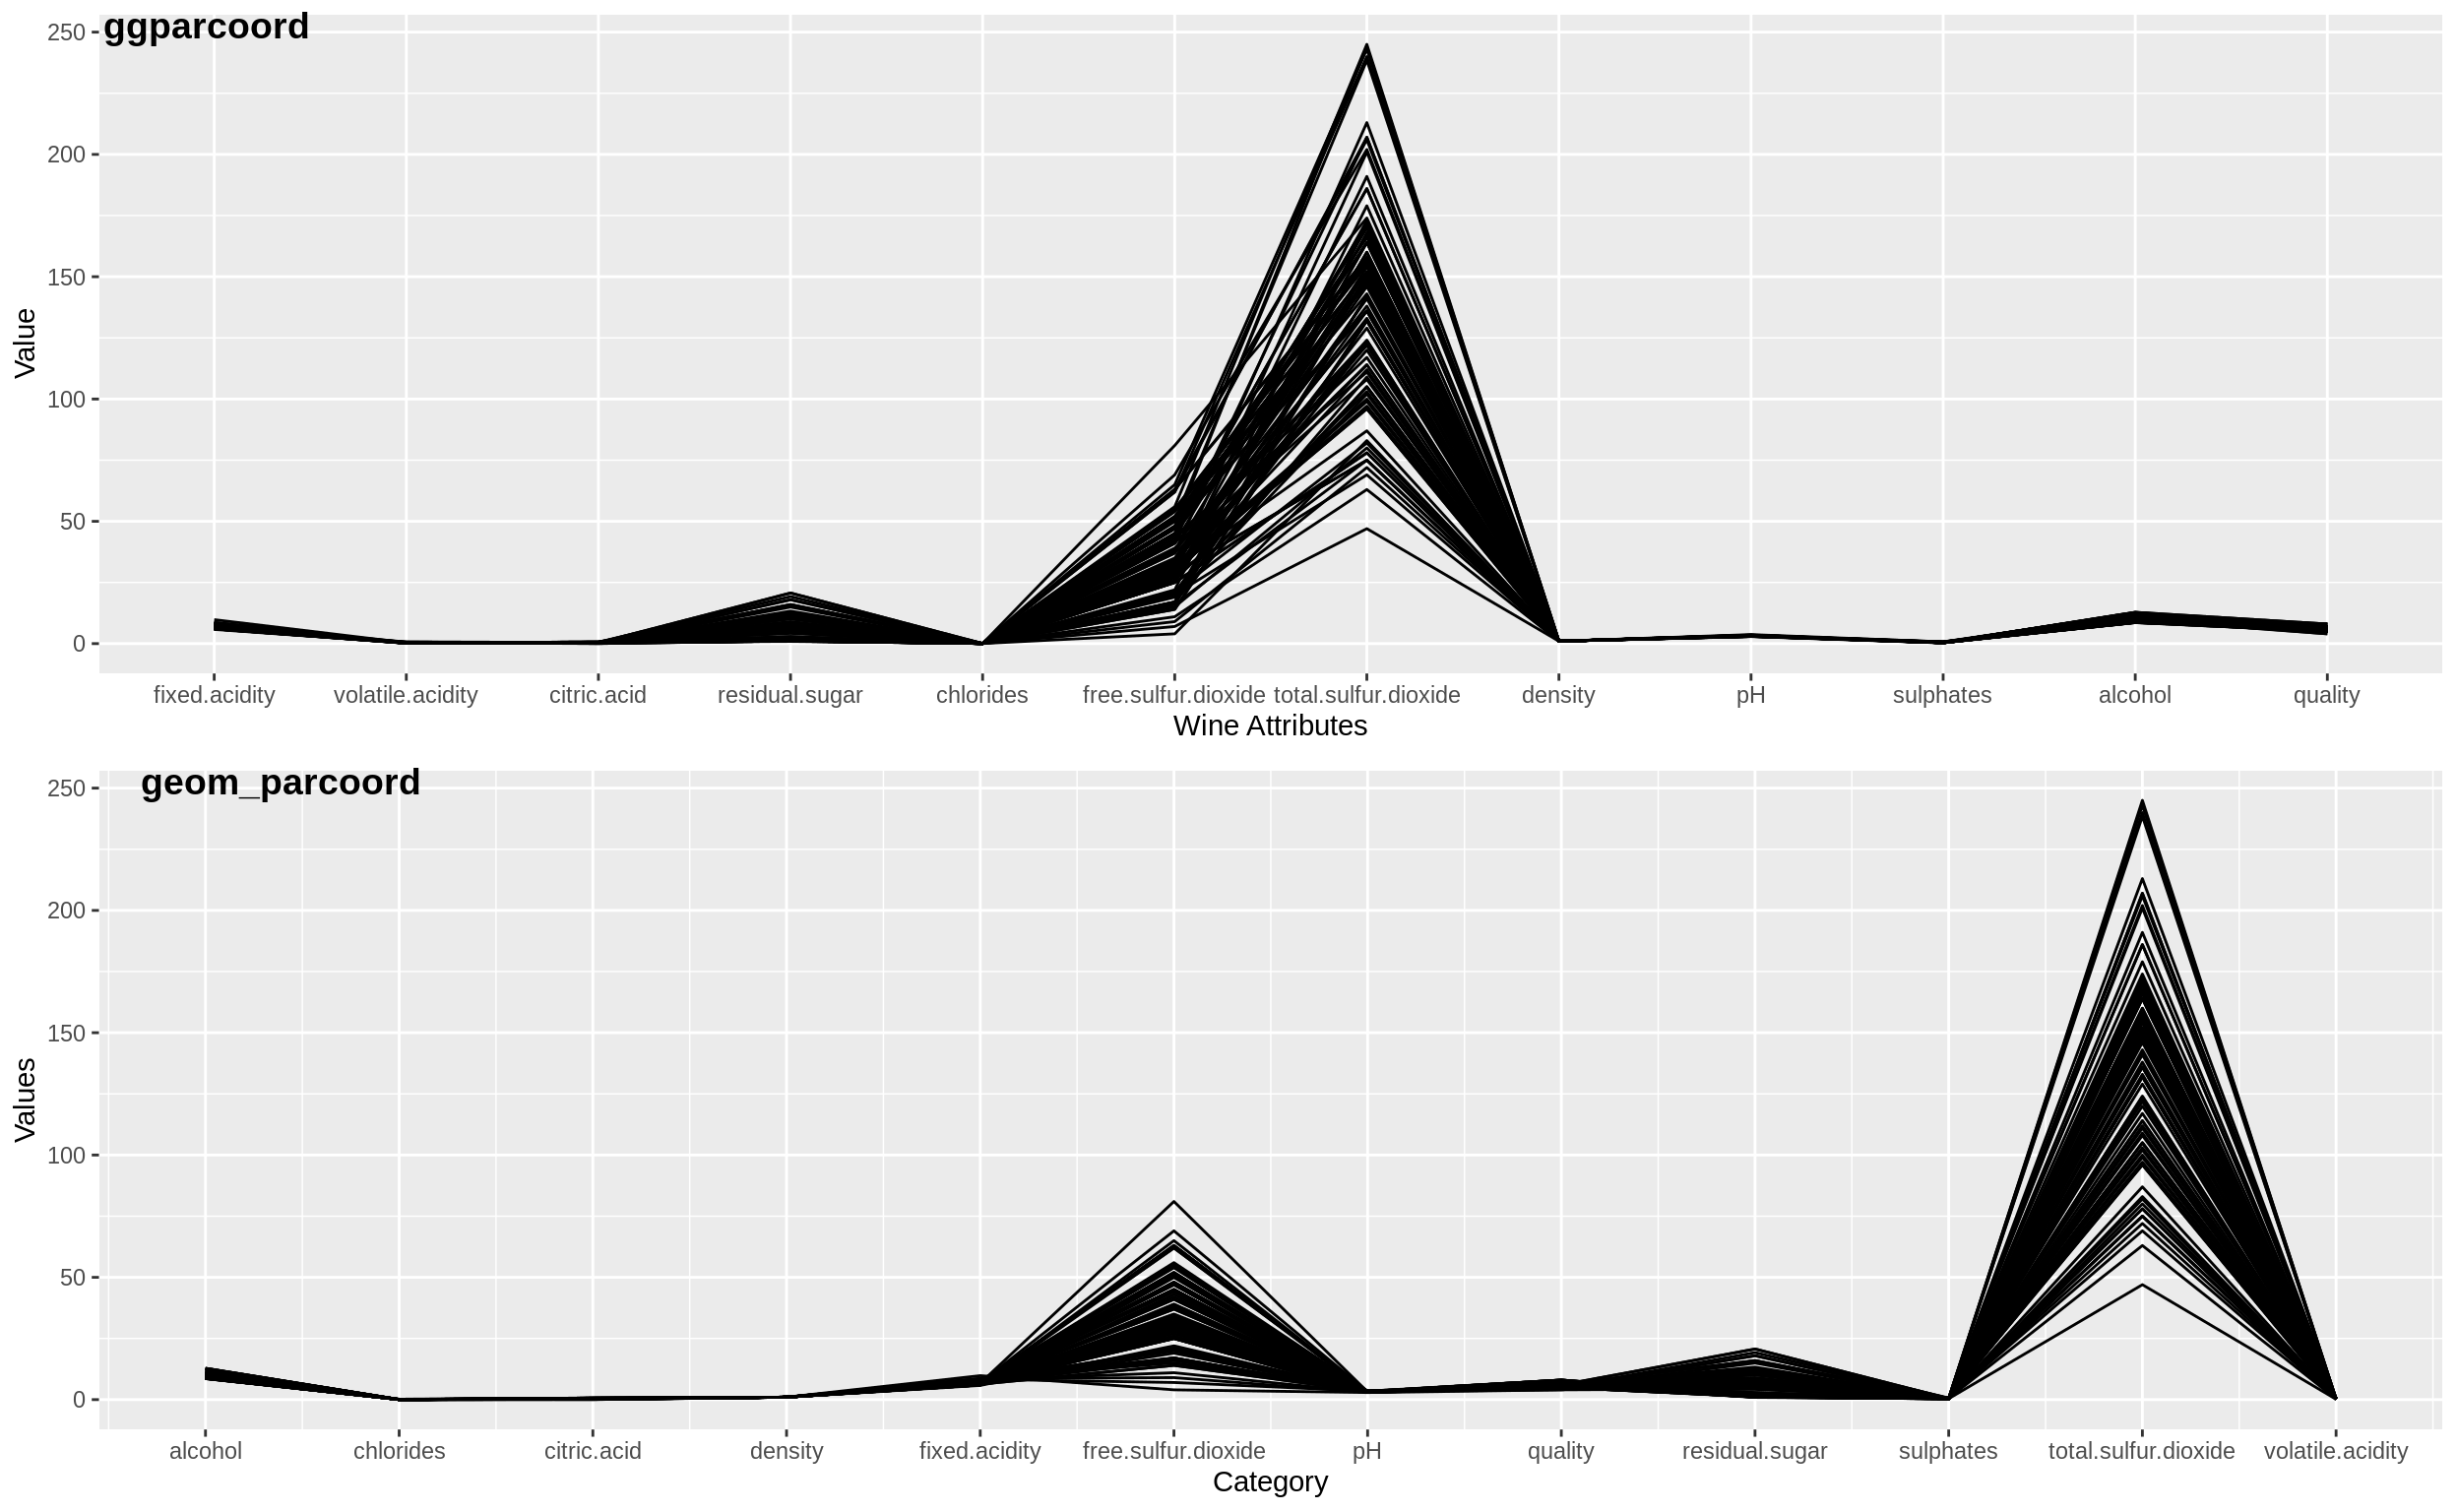 ggparcoord
250
200
150
100
50
0
Value
fixed.acidity volatile.acidity citric.acid residual.sugar chlorides free.sulfur.dioxide total.sulfur.dioxide density pH sulphates alcohol quality
Wine Attributes
geom_parcoord
250
200
150
100
50
0
Values
alcohol chlorides citric.acid density fixed.acidity free.sulfur.dioxide pH quality residual.sugar sulphates total.sulfur.dioxide volatile.acidity
Category